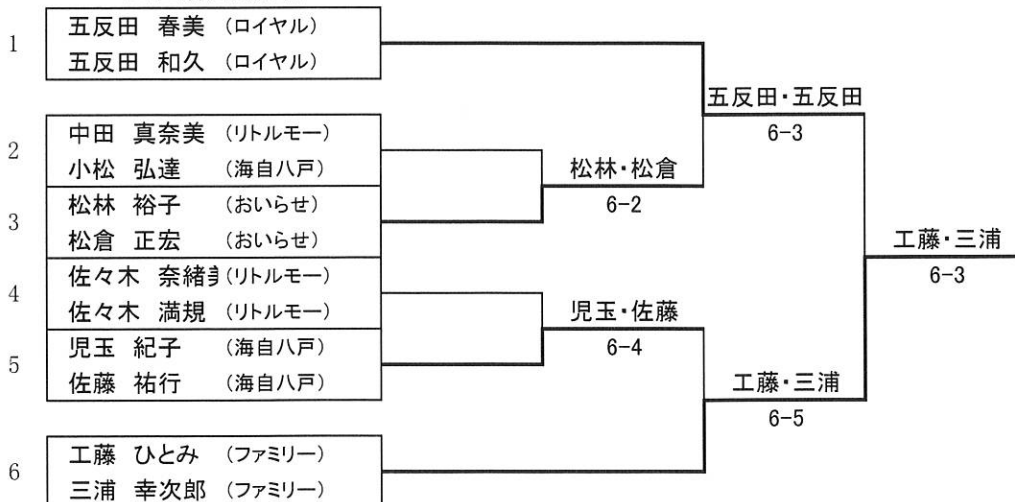 1
五反田 春美 (ロイヤル)
五反田 和久 (ロイヤル)
2
中田 真奈美 (リトルモー)
小松 弘達 (海自八戸)
3
松林 裕子 (おいらせ)
松倉 正宏 (おいらせ)
4
佐々木 奈緒 (リトルモー)
佐々木 満規 (リトルモー)
5
児玉 紀子 (海自八戸)
佐藤 祐行 (海自八戸)
6
工藤 ひとみ (ファミリー)
三浦 幸次郎 (ファミリー)
松林・松倉
6-2
児玉・佐藤
6-4
五反田・五反田
6-3
工藤・三浦
6-5
工藤・三浦
6-3